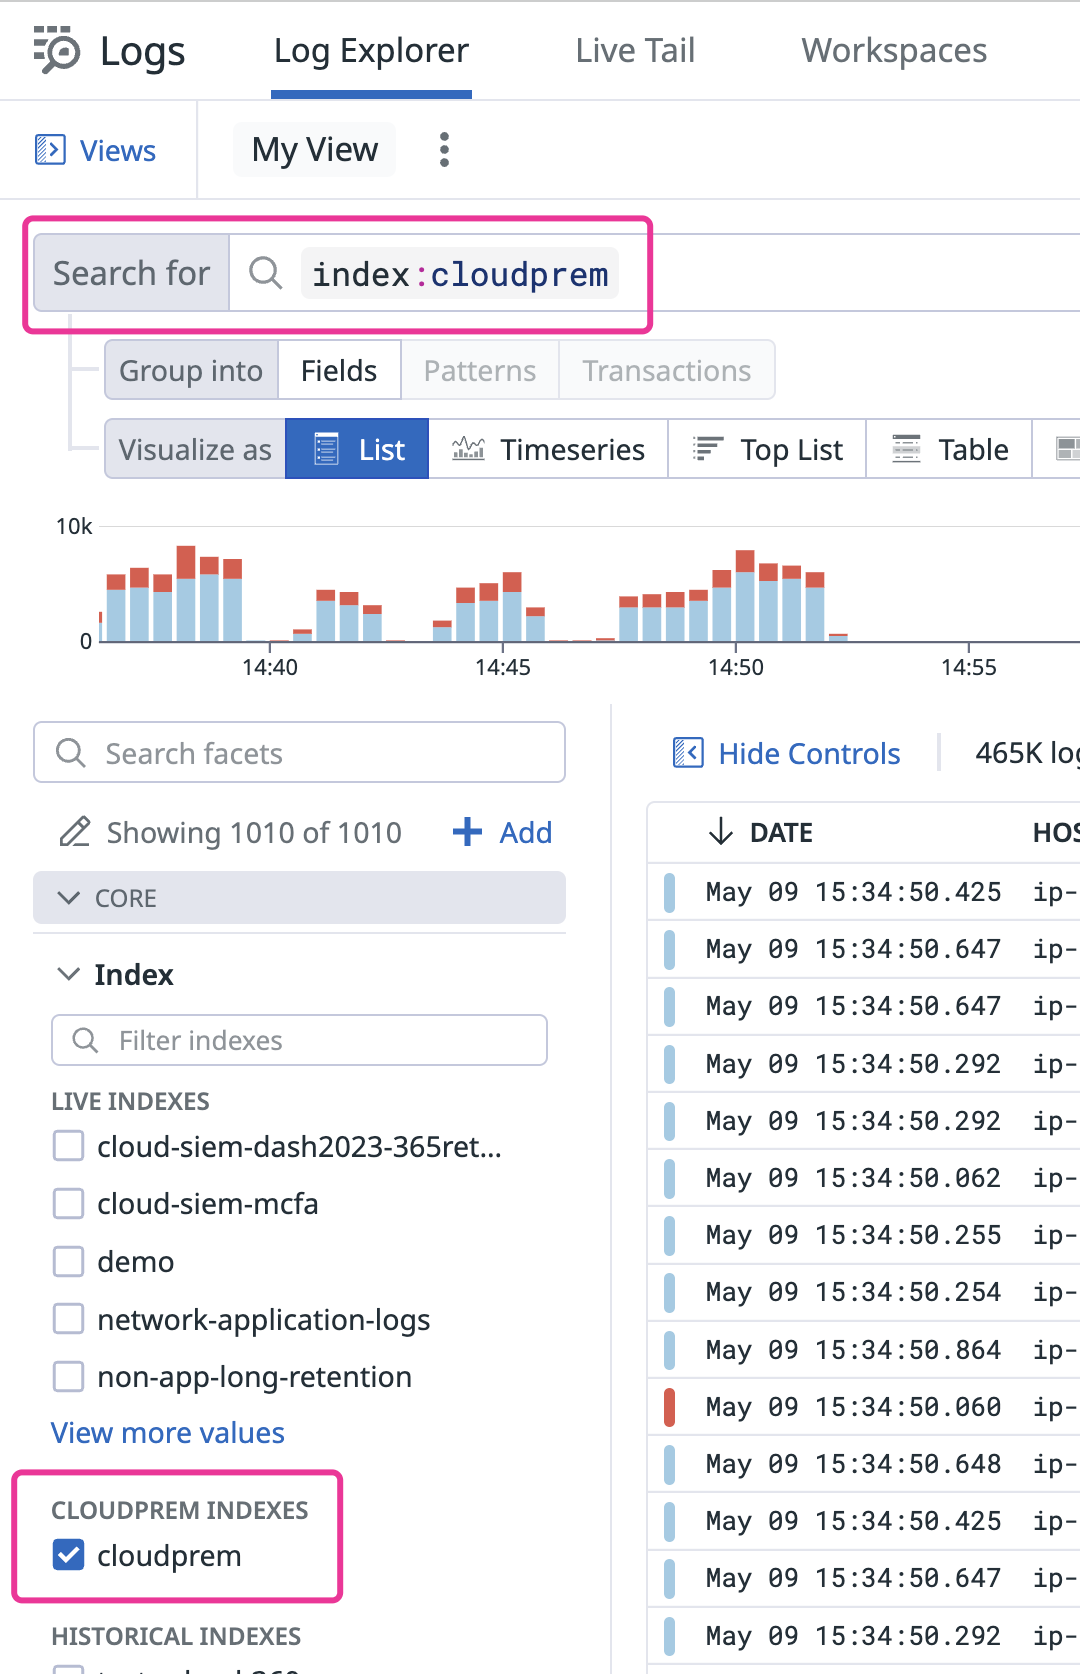 Logs Log Explorer Live Tail Workspaces
Views My View
Search for index:cloudprem
Group into Fields Patterns Transactions
Visualize as List Timeseries Top List Table
10k
0
14:40 14:45 14:50 14:55
Search facets
Hide Controls 465K
Showing 1010 of 1010 Add
CORE
Index
Filter indexes
LIVE INDEXES
cloud-siem-dash2023-365ret...
cloud-siem-mcfa
demo
network-application-logs
non-app-long-retention
View more values
CLOUDPREM INDEXES
cloudprem
HISTORICAL INDEXES
DATE
May 09 15:34:50.425 ip-
May 09 15:34:50.647 ip-
May 09 15:34:50.647 ip-
May 09 15:34:50.292 ip-
May 09 15:34:50.292 ip-
May 09 15:34:50.062 ip-
May 09 15:34:50.255 ip-
May 09 15:34:50.254 ip-
May 09 15:34:50.864 ip-
May 09 15:34:50.060 ip-
May 09 15:34:50.648 ip-
May 09 15:34:50.425 ip-
May 09 15:34:50.647 ip-
May 09 15:34:50.292 ip-